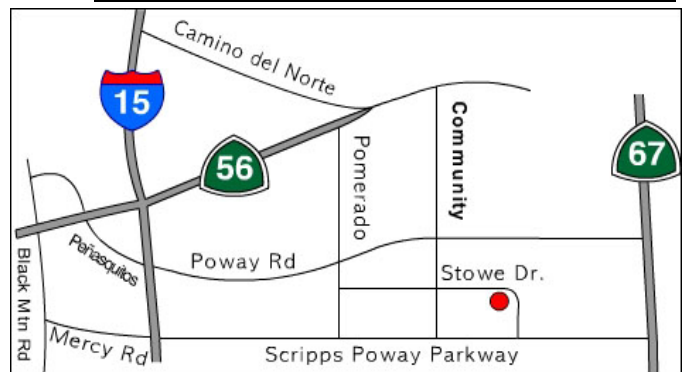 Camino del Norte
15
56
67
Community
Pomerado
Peñasquitos
Poway Rd
Stowe Dr.
Black Mtn Rd
Mercy Rd
Scripps Poway Parkway